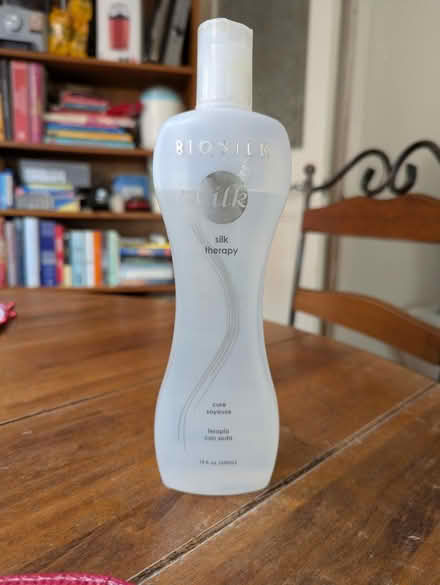 BIOSILK
silk
silk
therapy
cure
soyeuse
terapia
con seda